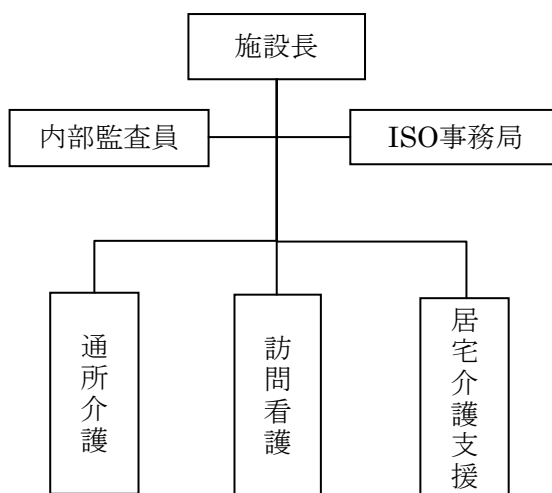 施設長
内部監査員
ISO事務局
通所介護
訪問看護
居宅介護支援